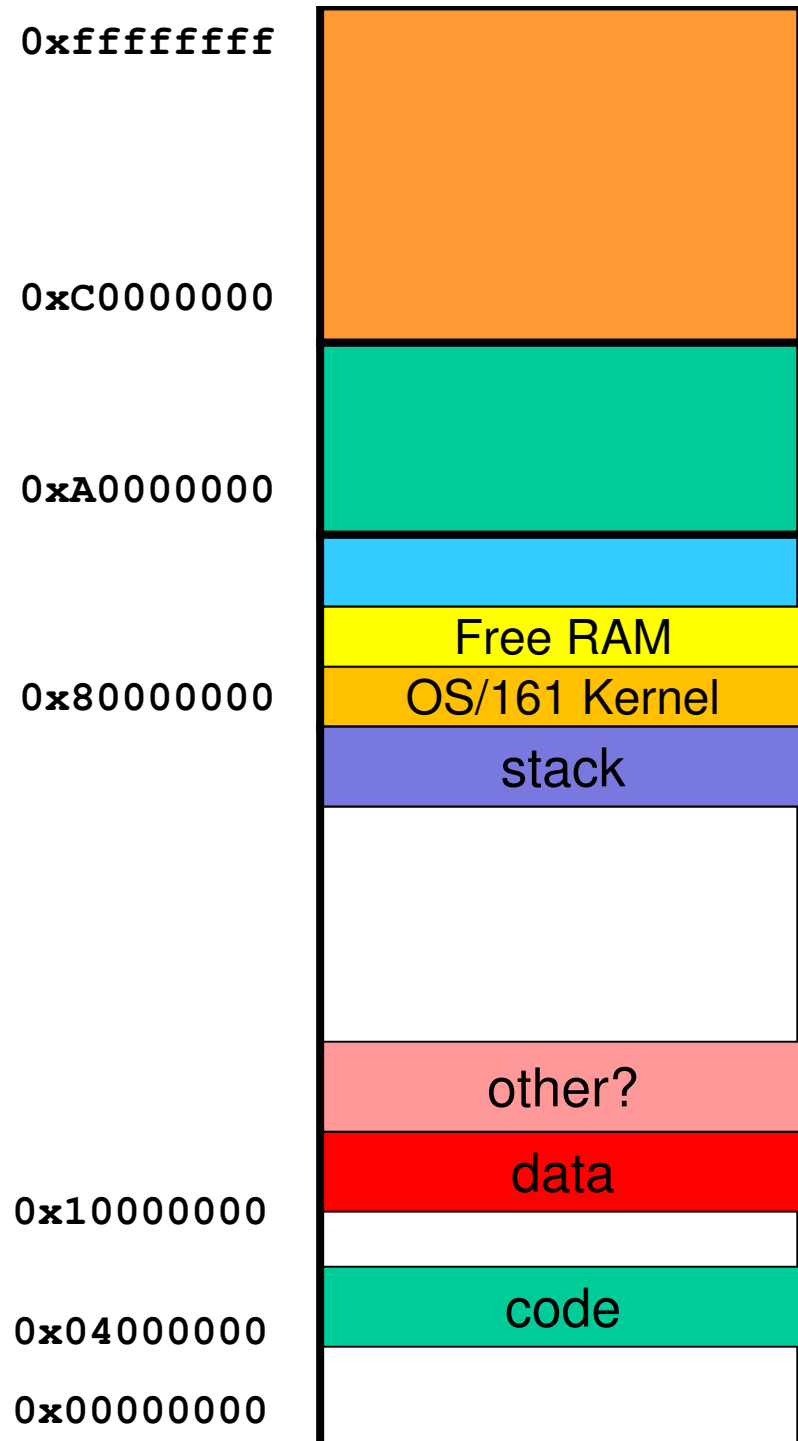 0xffffffff
0xC0000000
0xA0000000
Free RAM
0x80000000 OS/161 Kernel
stack
other?
data
0x10000000
code
0x04000000
0x00000000